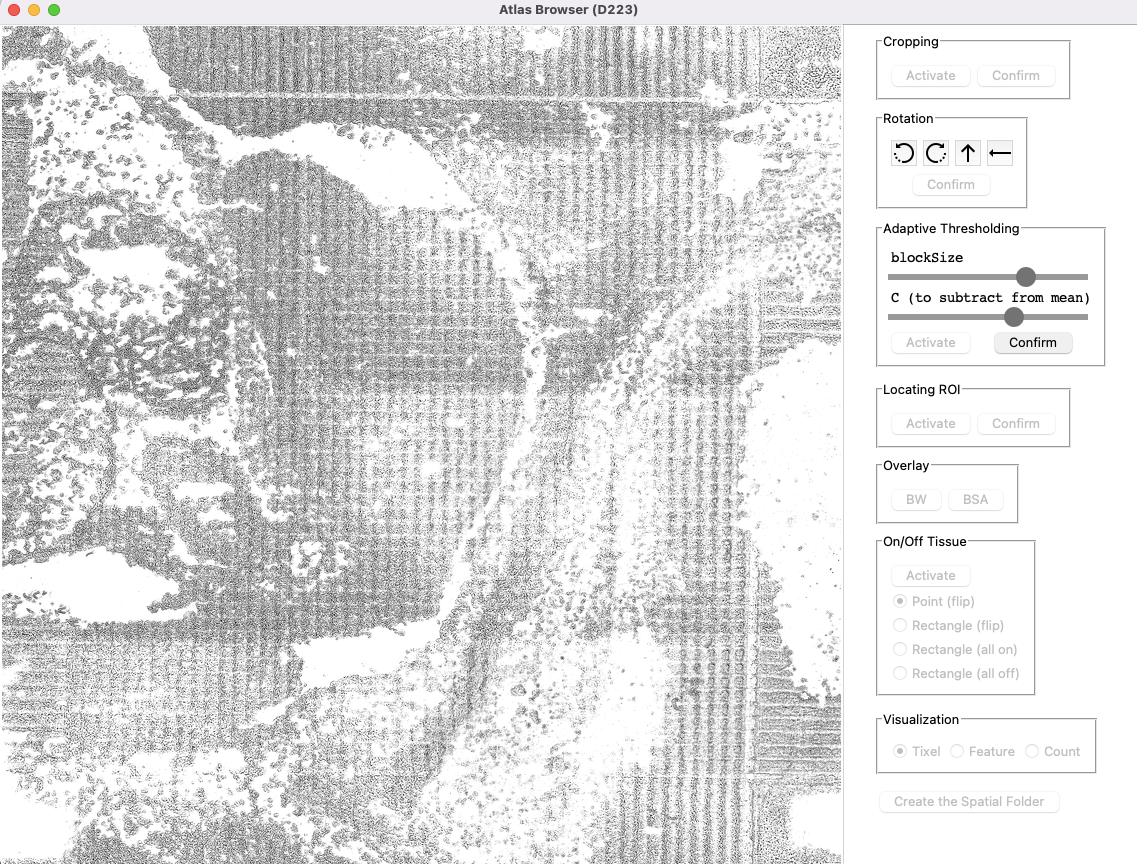 Atlas Browser (D223)
Cropping
Activate Confirm
Rotation
Confirm
Adaptive Thresholding
blockSize
C (to subtract from mean)
Activate Confirm
Locating ROI
Activate Confirm
Overlay
BW BSA
On/Off Tissue
Activate
Point (flip)
Rectangle (flip)
Rectangle (all on)
Rectangle (all off)
Visualization
Tixel Feature Count
Create the Spatial Folder